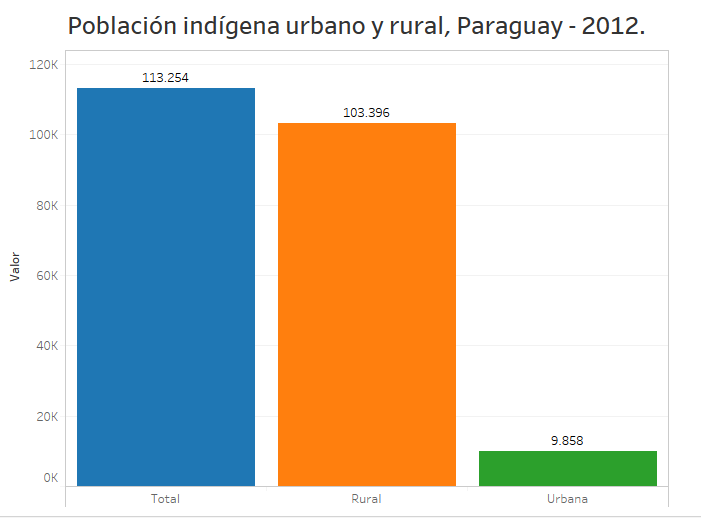 Población indígena urbano y rural, Paraguay - 2012.
120K
100K
80K
60K
40K
20K
0K
Valor
113.254
103.396
9.858
Total
Rural
Urbana